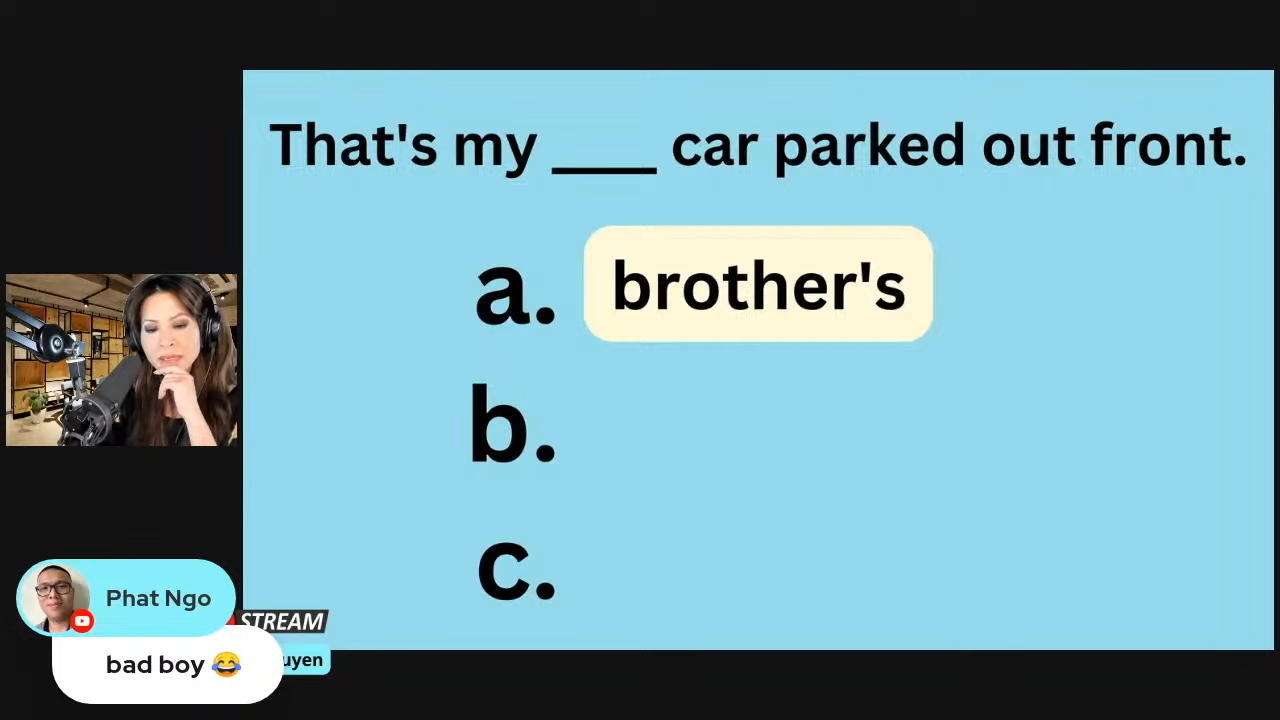 That's my ____ car parked out front.
a. brother's
b.
c.
Phat Ngo
STREAM
bad boy 😂
uyen